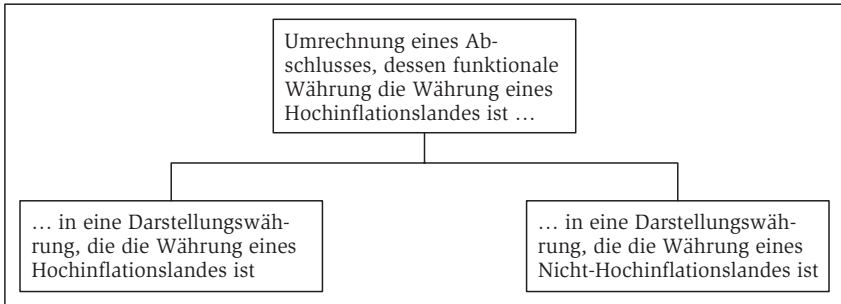 Umrechnung eines Ab-
schlusses, dessen funktionale
Währung die Währung eines
Hochinflationslandes ist …
… in eine Darstellungswäh-
rung, die die Währung eines
Hochinflationslandes ist
… in eine Darstellungswäh-
rung, die die Währung eines
Nicht-Hochinflationslandes ist